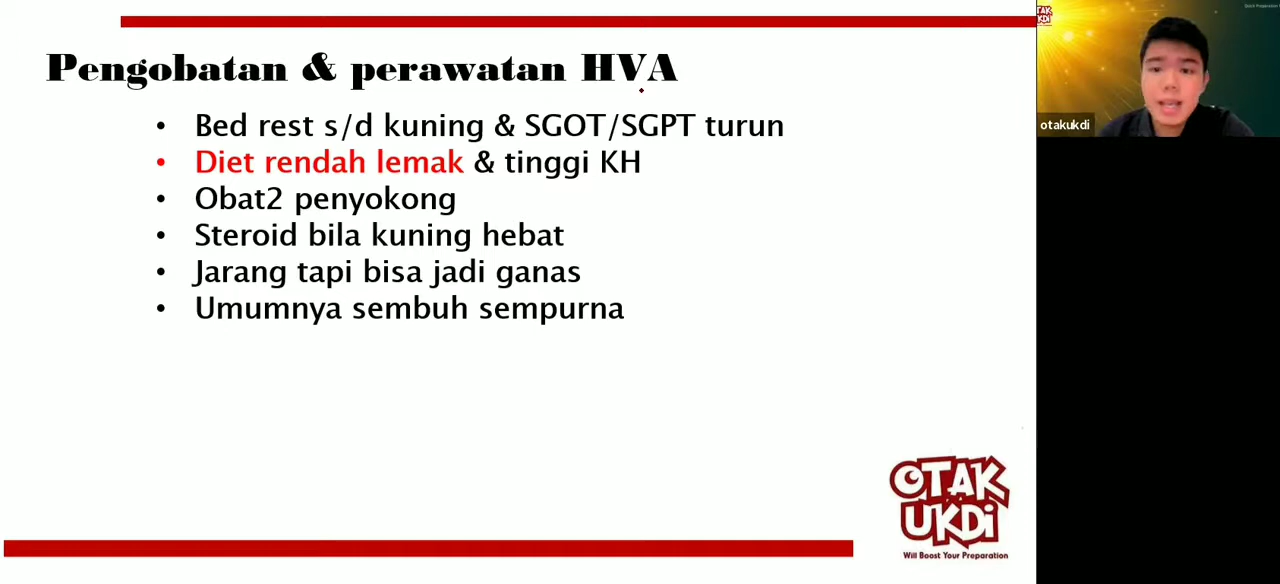 Pengobatan & perawatan HVA
• Bed rest s/d kuning & SGOT/SGPT turun
• Diet rendah lemak & tinggi KH
• Obat2 penyokong
• Steroid bila kuning hebat
• Jarang tapi bisa jadi ganas
• Umumnya sembuh sempurna
OTAK
UKDi
Will Boost Your Preparation
otakukdi